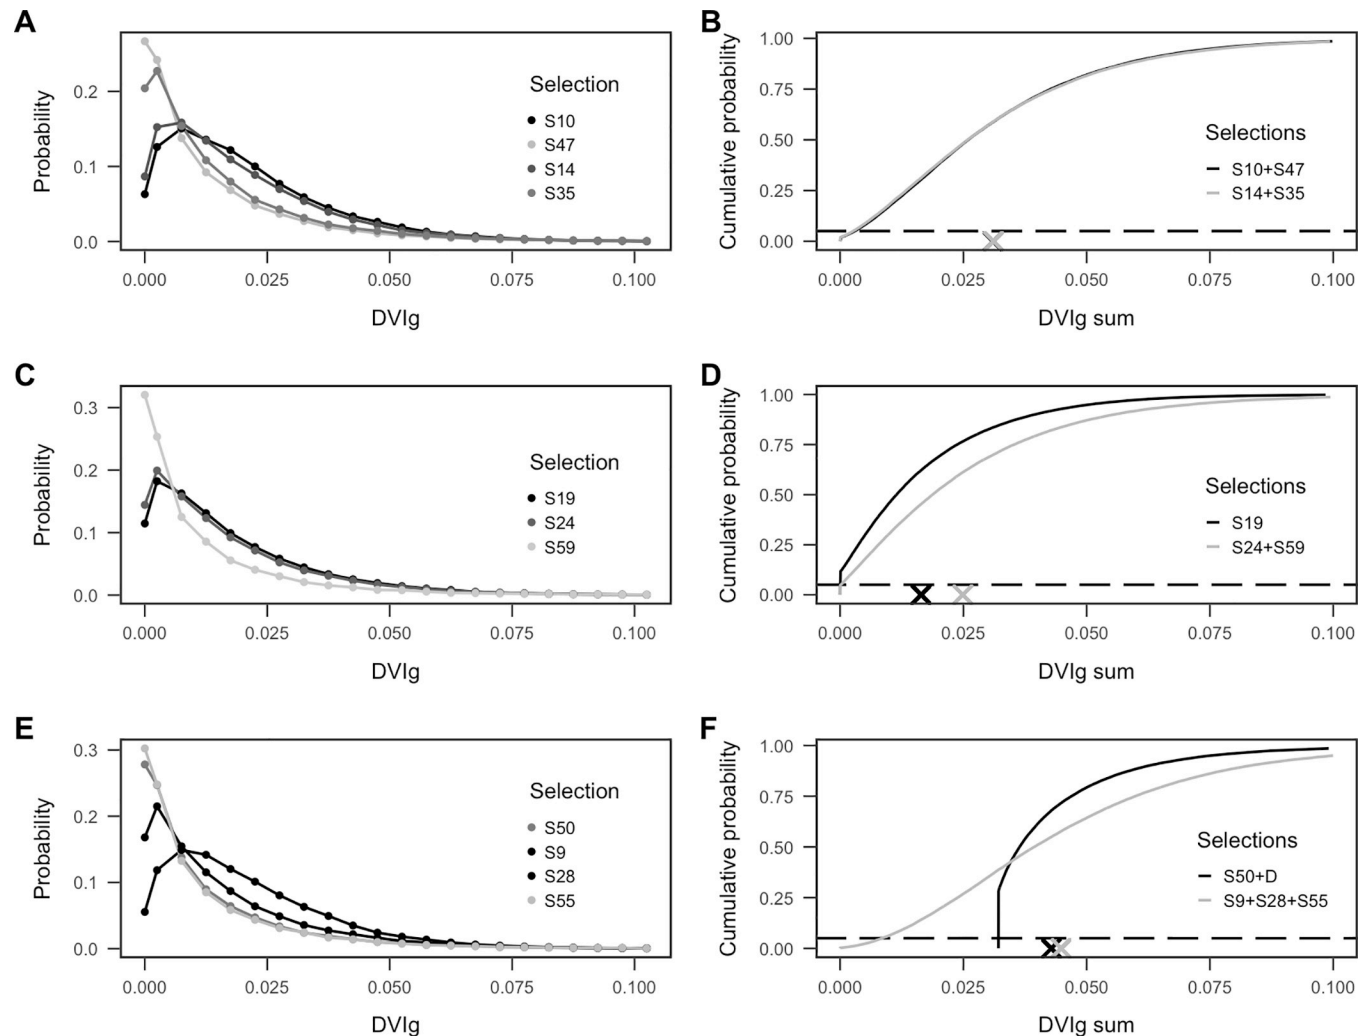 A
Probability
0.2
0.1
0.0
0.000 0.025 0.050 0.075 0.100
DVIg
Selection
S10
S47
S14
S35
B
Cumulative probability
1.00
0.75
0.50
0.25
0.00
0.000 0.025 0.050 0.075 0.100
DVIg sum
Selections
S10+S47
S14+S35
C
Probability
0.3
0.2
0.1
0.0
0.000 0.025 0.050 0.075 0.100
DVIg
Selection
S19
S24
S59
D
Cumulative probability
1.00
0.75
0.50
0.25
0.00
0.000 0.025 0.050 0.075 0.100
DVIg sum
Selections
S19
S24+S59
E
Probability
0.3
0.2
0.1
0.0
0.000 0.025 0.050 0.075 0.100
DVIg
Selection
S50
S9
S28
S55
F
Cumulative probability
1.00
0.75
0.50
0.25
0.00
0.000 0.025 0.050 0.075 0.100
DVIg sum
Selections
S50+D
S9+S28+S55